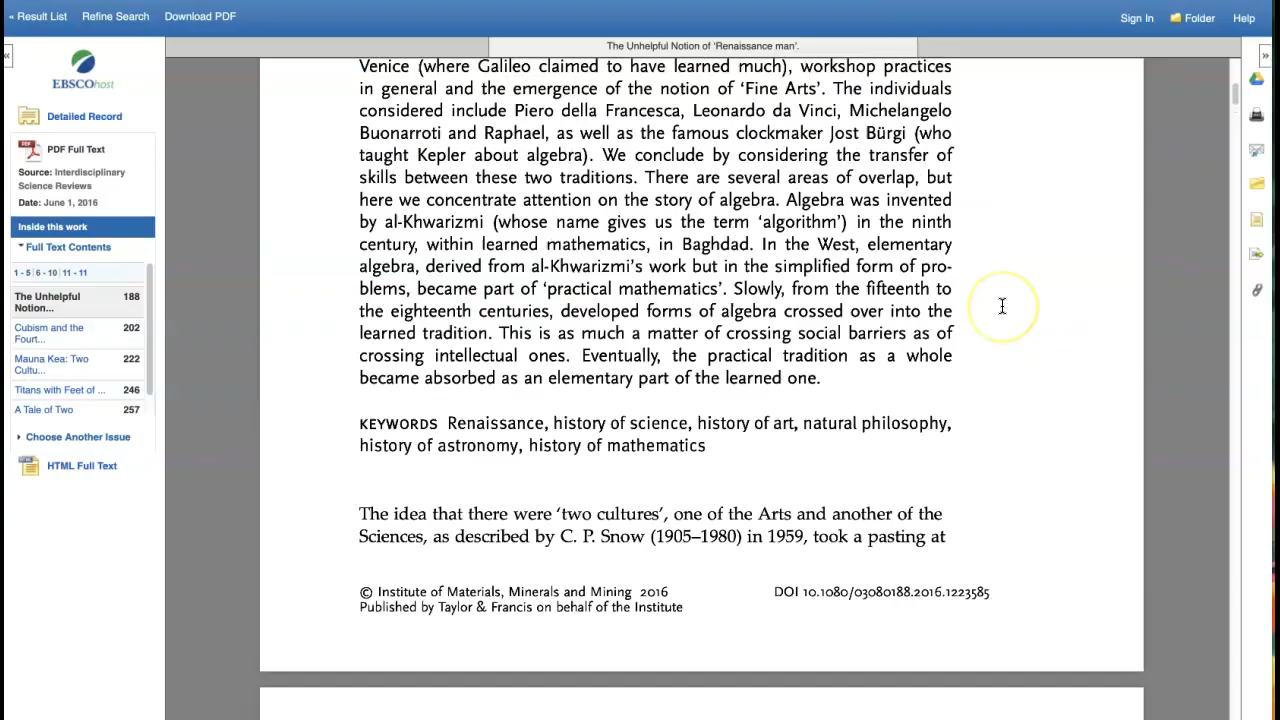 « Result List Refine Search Download PDF
Sign In Folder Help
« The Unhelpful Notion of ‘Renaissance man’. »
EBSCOhost
Detailed Record
PDF Full Text
Source: Interdisciplinary
Science Reviews
Date: June 1, 2016
Inside this work
Full Text Contents
1 - 5 | 6 - 10 | 11 - 11
The Unhelpful 188
Notion...
Cubism and the 202
Fourt...
Mauna Kea: Two 222
Cultu...
Titans with Feet of ... 246
A Tale of Two 257
Choose Another Issue
HTML Full Text
Venice (where Galileo claimed to have learned much), workshop practices
in general and the emergence of the notion of ‘Fine Arts’. The individuals
considered include Piero della Francesca, Leonardo da Vinci, Michelangelo
Buonarroti and Raphael, as well as the famous clockmaker Jost Bürgi (who
taught Kepler about algebra). We conclude by considering the transfer of
skills between these two traditions. There are several areas of overlap, but
here we concentrate attention on the story of algebra. Algebra was invented
by al-Khwarizmi (whose name gives us the term ‘algorithm’) in the ninth
century, within learned mathematics, in Baghdad. In the West, elementary
algebra, derived from al-Khwarizmi’s work but in the simplified form of pro-
blems, became part of ‘practical mathematics’. Slowly, from the fifteenth to
the eighteenth centuries, developed forms of algebra crossed over into the
learned tradition. This is as much a matter of crossing social barriers as of
crossing intellectual ones. Eventually, the practical tradition as a whole
became absorbed as an elementary part of the learned one.
KEYWORDS Renaissance, history of science, history of art, natural philosophy,
history of astronomy, history of mathematics
The idea that there were ‘two cultures’, one of the Arts and another of the
Sciences, as described by C. P. Snow (1905–1980) in 1959, took a pasting at
© Institute of Materials, Minerals and Mining 2016 DOI 10.1080/03080188.2016.1223585
Published by Taylor & Francis on behalf of the Institute